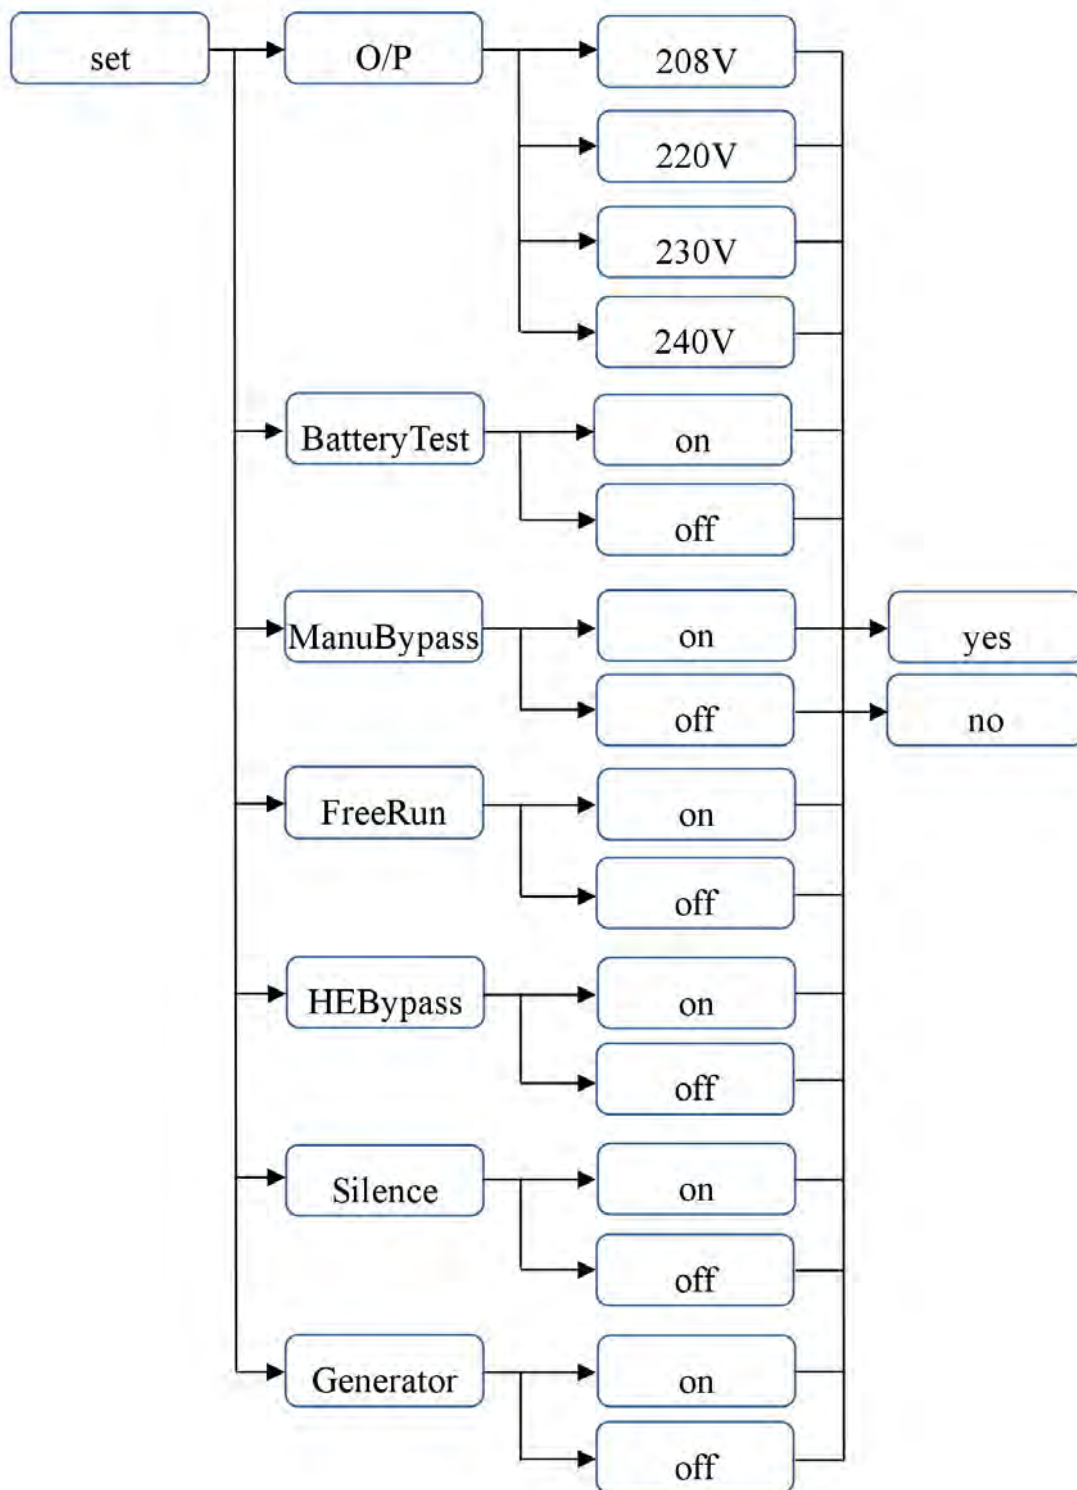 set
O/P
208V
220V
230V
240V
BatteryTest
on
off
ManuBypass
on
off
yes
no
FreeRun
on
off
HEBypass
on
off
Silence
on
off
Generator
on
off